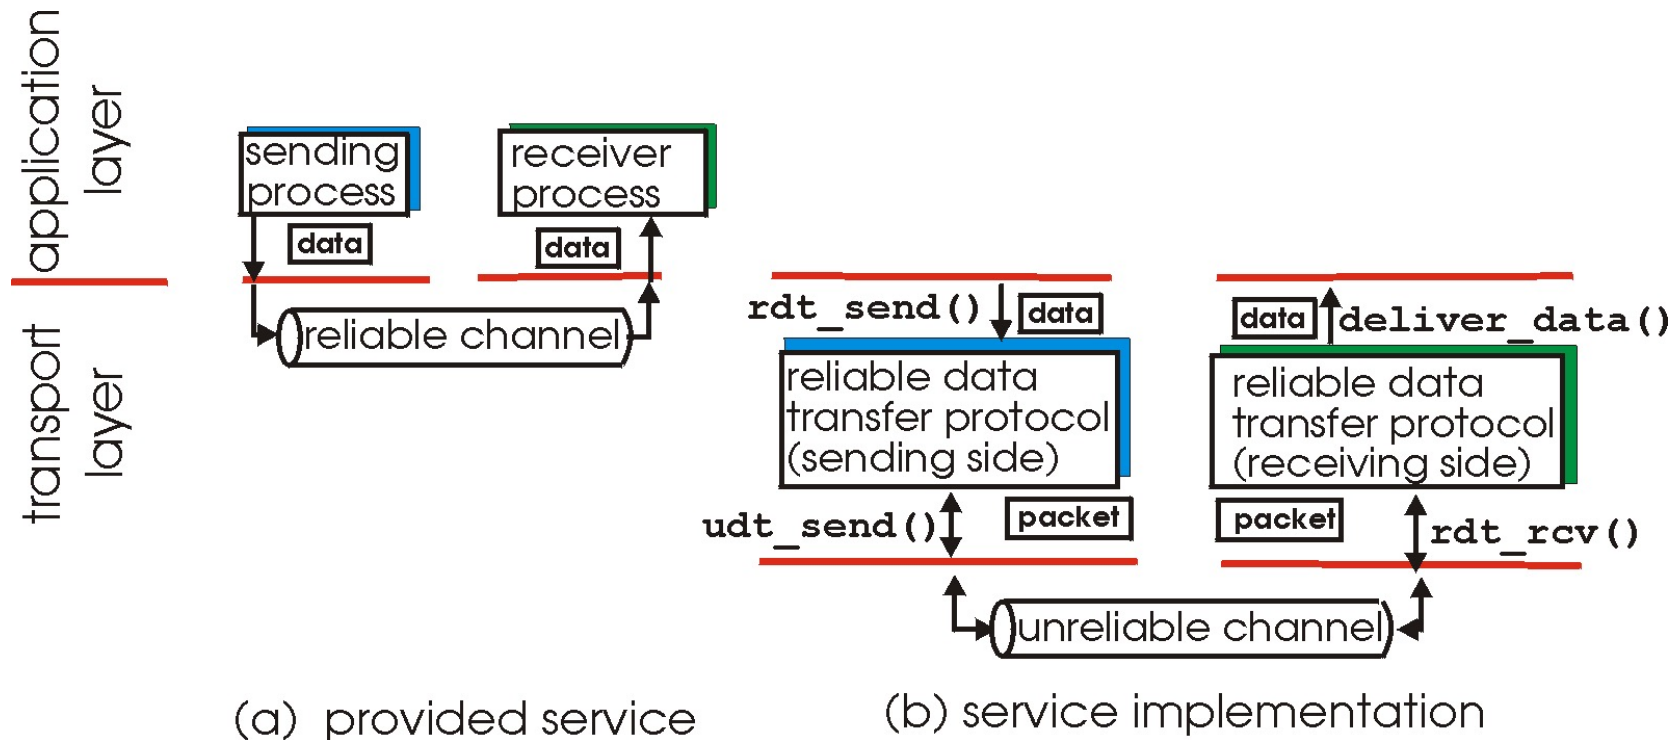 application
layer
transport
layer
sending
process
data
receiver
process
data
reliable channel
(a) provided service
rdt_send()
data
reliable data
transfer protocol
(sending side)
udt_send()
packet
data
deliver_data()
reliable data
transfer protocol
(receiving side)
packet
rdt_rcv()
unreliable channel
(b) service implementation